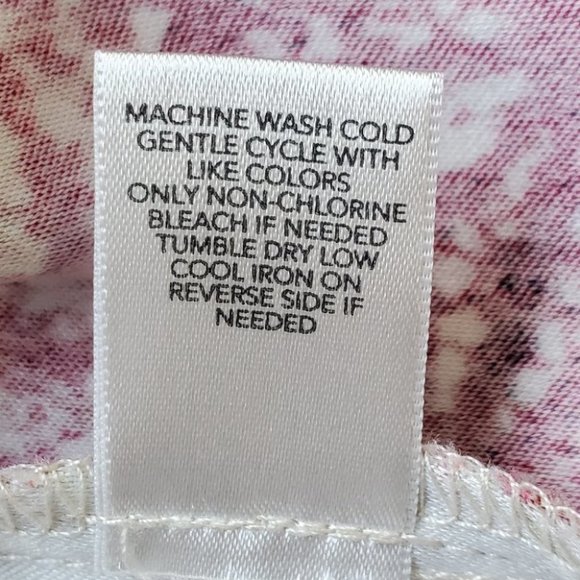 MACHINE WASH COLD
GENTLE CYCLE WITH
LIKE COLORS
ONLY NON-CHLORINE
BLEACH IF NEEDED
TUMBLE DRY LOW
COOL IRON ON
REVERSE SIDE IF
NEEDED